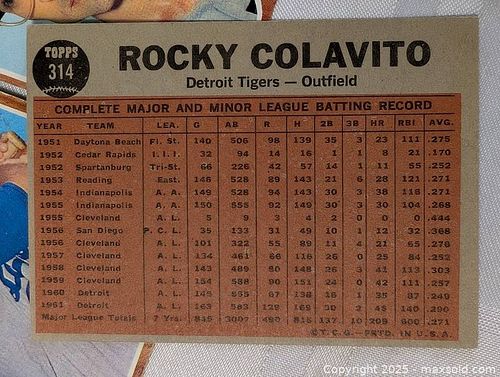 TOPPS
314
ROCKY COLAVITO
Detroit Tigers — Outfield
COMPLETE MAJOR AND MINOR LEAGUE BATTING RECORD
YEAR TEAM LEA. G AB R H 2B 3B HR RBI AVG.
1951 Daytona Beach Fl. St. 140 506 98 139 35 3 23 111 .275
1952 Cedar Rapids I. I. I. 32 94 14 16 1 1 8 21 .170
1952 Spartanburg Tri-St. 66 226 42 57 14 1 11 55 .252
1953 Reading East. 146 528 89 143 21 6 28 121 .271
1954 Indianapolis A. A. 149 528 94 143 30 3 38 116 .271
1955 Indianapolis A. A. 150 555 92 149 30 3 30 104 .268
1955 Cleveland A. L. 5 9 3 4 2 0 0 0 .444
1956 San Diego P. C. L. 35 133 31 49 10 1 12 32 .368
1956 Cleveland A. L. 101 322 55 89 11 4 21 65 .276
1957 Cleveland A. L. 134 461 66 116 26 0 25 84 .252
1958 Cleveland A. L. 143 489 80 148 26 3 41 113 .303
1959 Cleveland A. L. 154 588 90 151 24 0 42 111 .257
1960 Detroit A. L. 145 555 67 138 18 1 35 87 .249
1961 Detroit A. L. 163 583 129 169 30 2 45 140 .290
Major League Totals 7 Yrs. 845 3007 490 815 137 10 209 600 .271
© T. C. G.—PRTD. IN U. S. A.
Copyright 2025 - maxsold.com